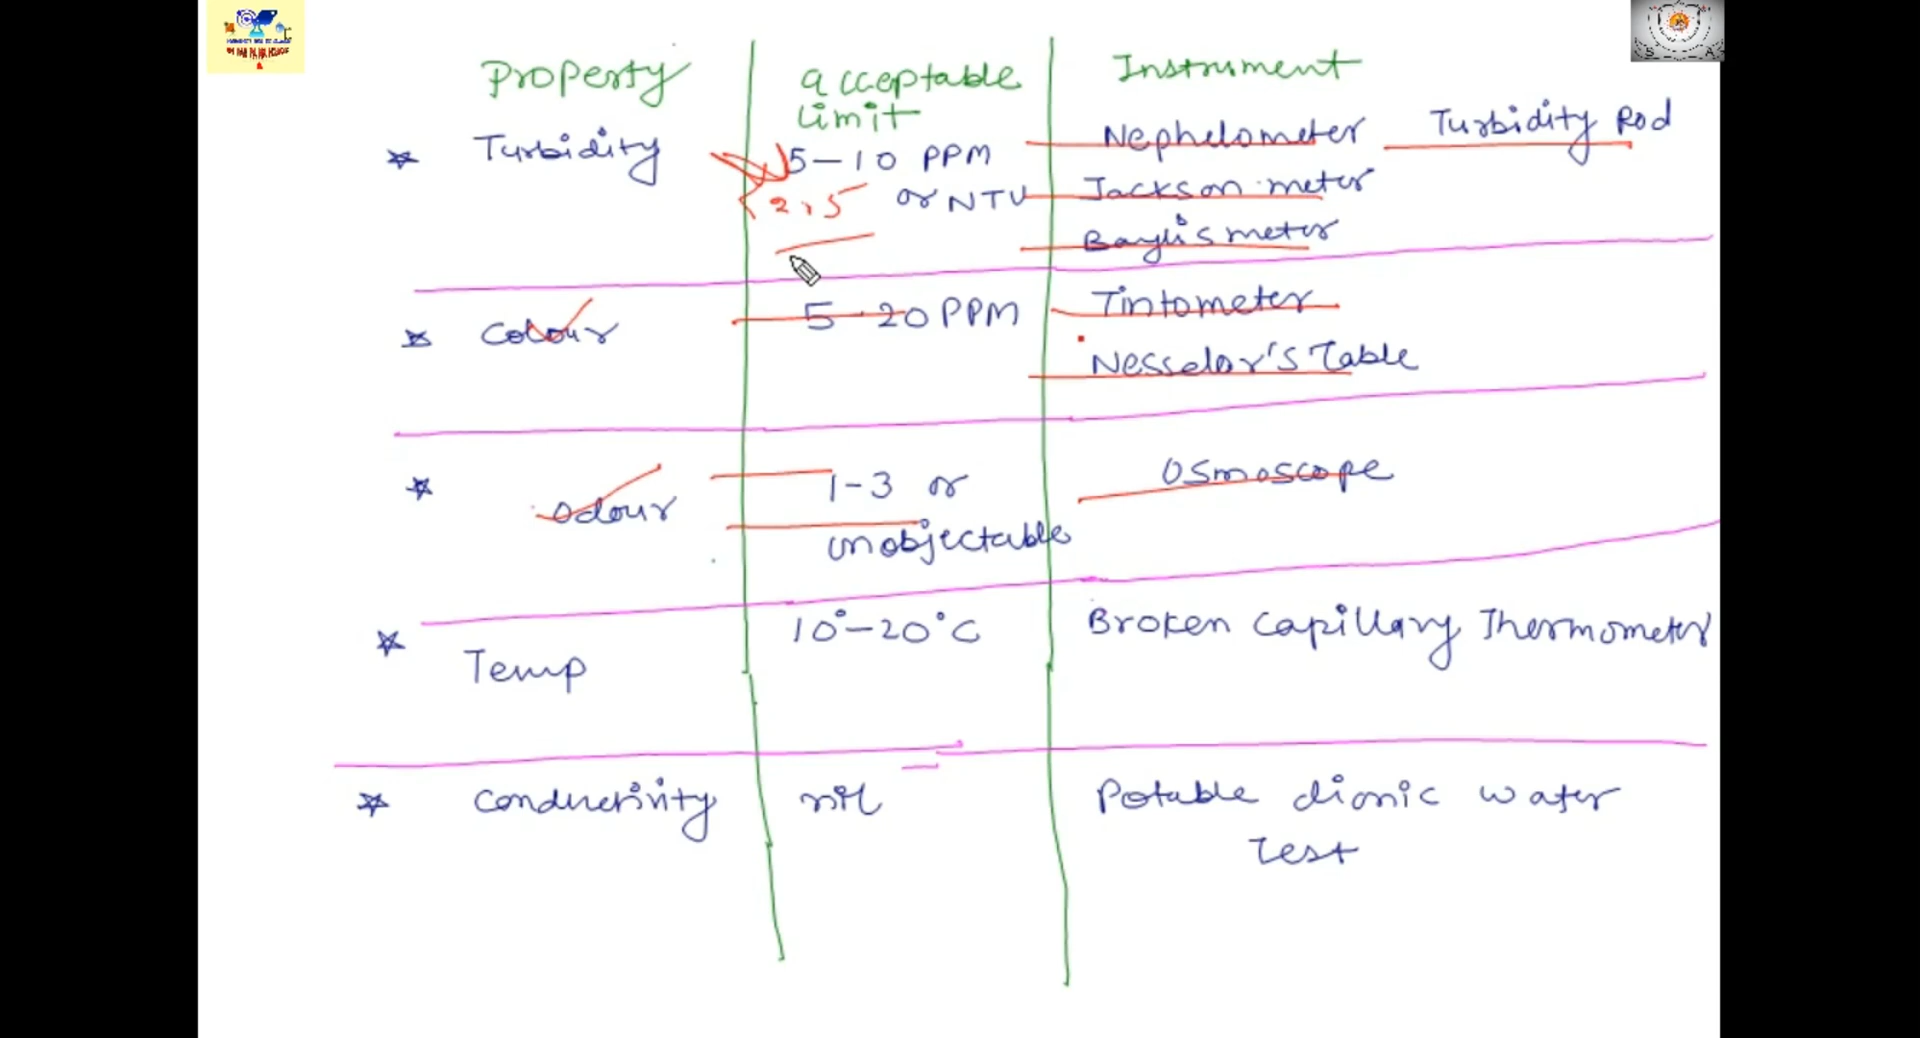 Property acceptable limit Instrument
Turbidity 5-10 PPM Nephelometer Turbidity Rod
2.5 or NTU Jackson meter
Baylis meter
Colour 5-20 PPM Tintometer
Nesselar's Table
Odour 1-3 or Osmoscope
unobjectable
Temp 10°-20°C Broken Capillary Thermometer
Conductivity nil Potable dionic water
Test
S A